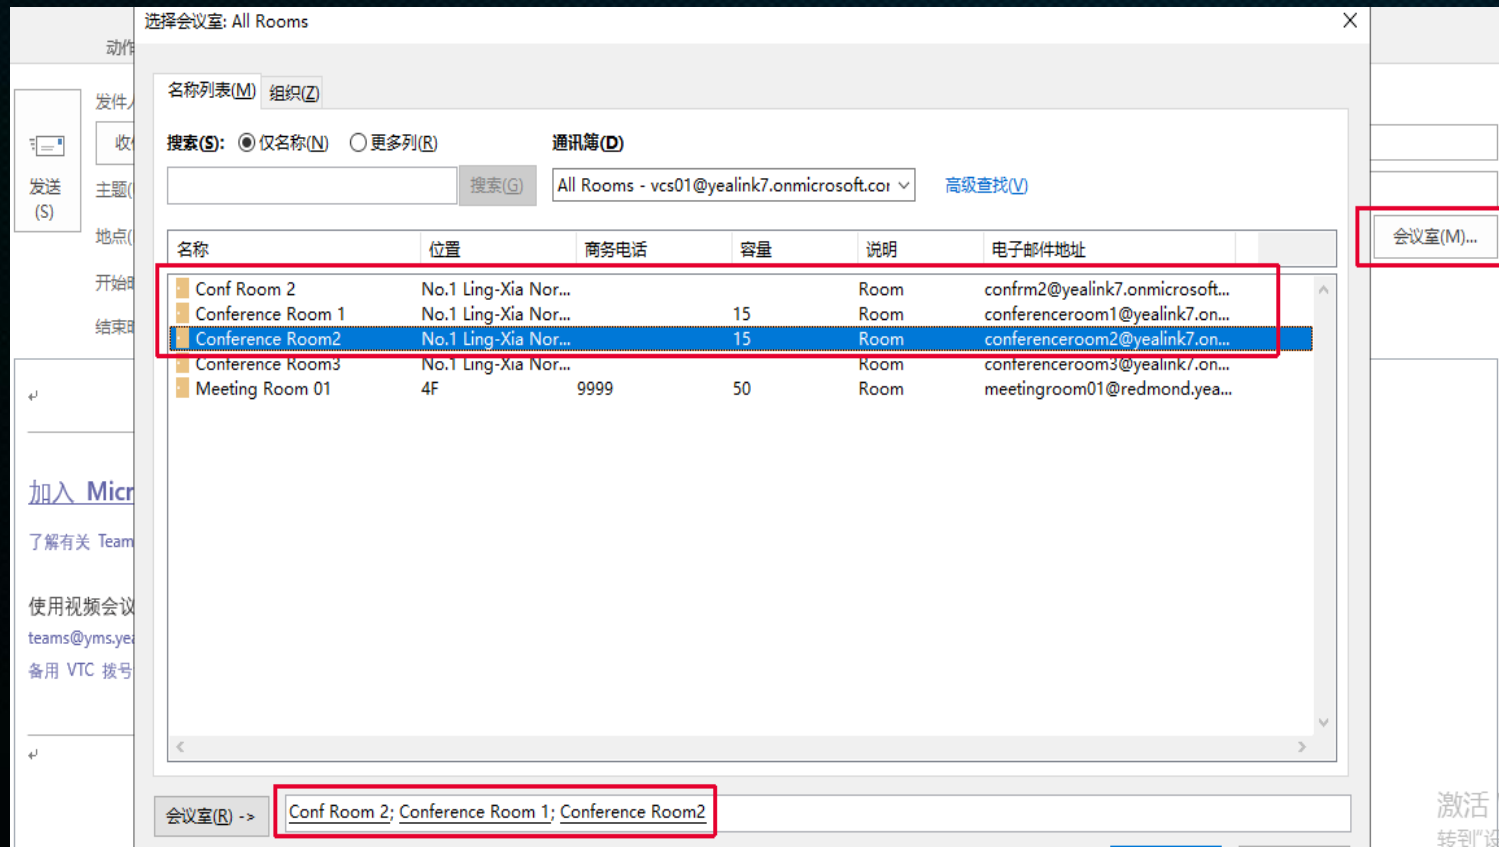 选择会议室: All Rooms
动作
名称列表(M) 组织(Z)
发件人
搜索(S): 仅名称(N) 更多列(R) 通讯簿(D)
收件
发送
(S)
主题(
搜索(G) All Rooms - vcs01@yealink7.onmicrosoft.cor 高级查找(V)
地点(
会议室(M)...
名称 位置 商务电话 容量 说明 电子邮件地址
开始时
Conf Room 2 No.1 Ling-Xia Nor... Room confrm2@yealink7.onmicrosoft...
Conference Room 1 No.1 Ling-Xia Nor... 15 Room conferenceroom1@yealink7.on...
结束时
Conference Room2 No.1 Ling-Xia Nor... 15 Room conferenceroom2@yealink7.on...
Conference Room3 No.1 Ling-Xia Nor... Room conferenceroom3@yealink7.on...
Meeting Room 01 4F 9999 50 Room meetingroom01@redmond.yea...
加入 Micr
了解有关 Team
使用视频会议
teams@yms.yea
备用 VTC 拨号
会议室(R) -> Conf Room 2; Conference Room 1; Conference Room2
激活
转到"设